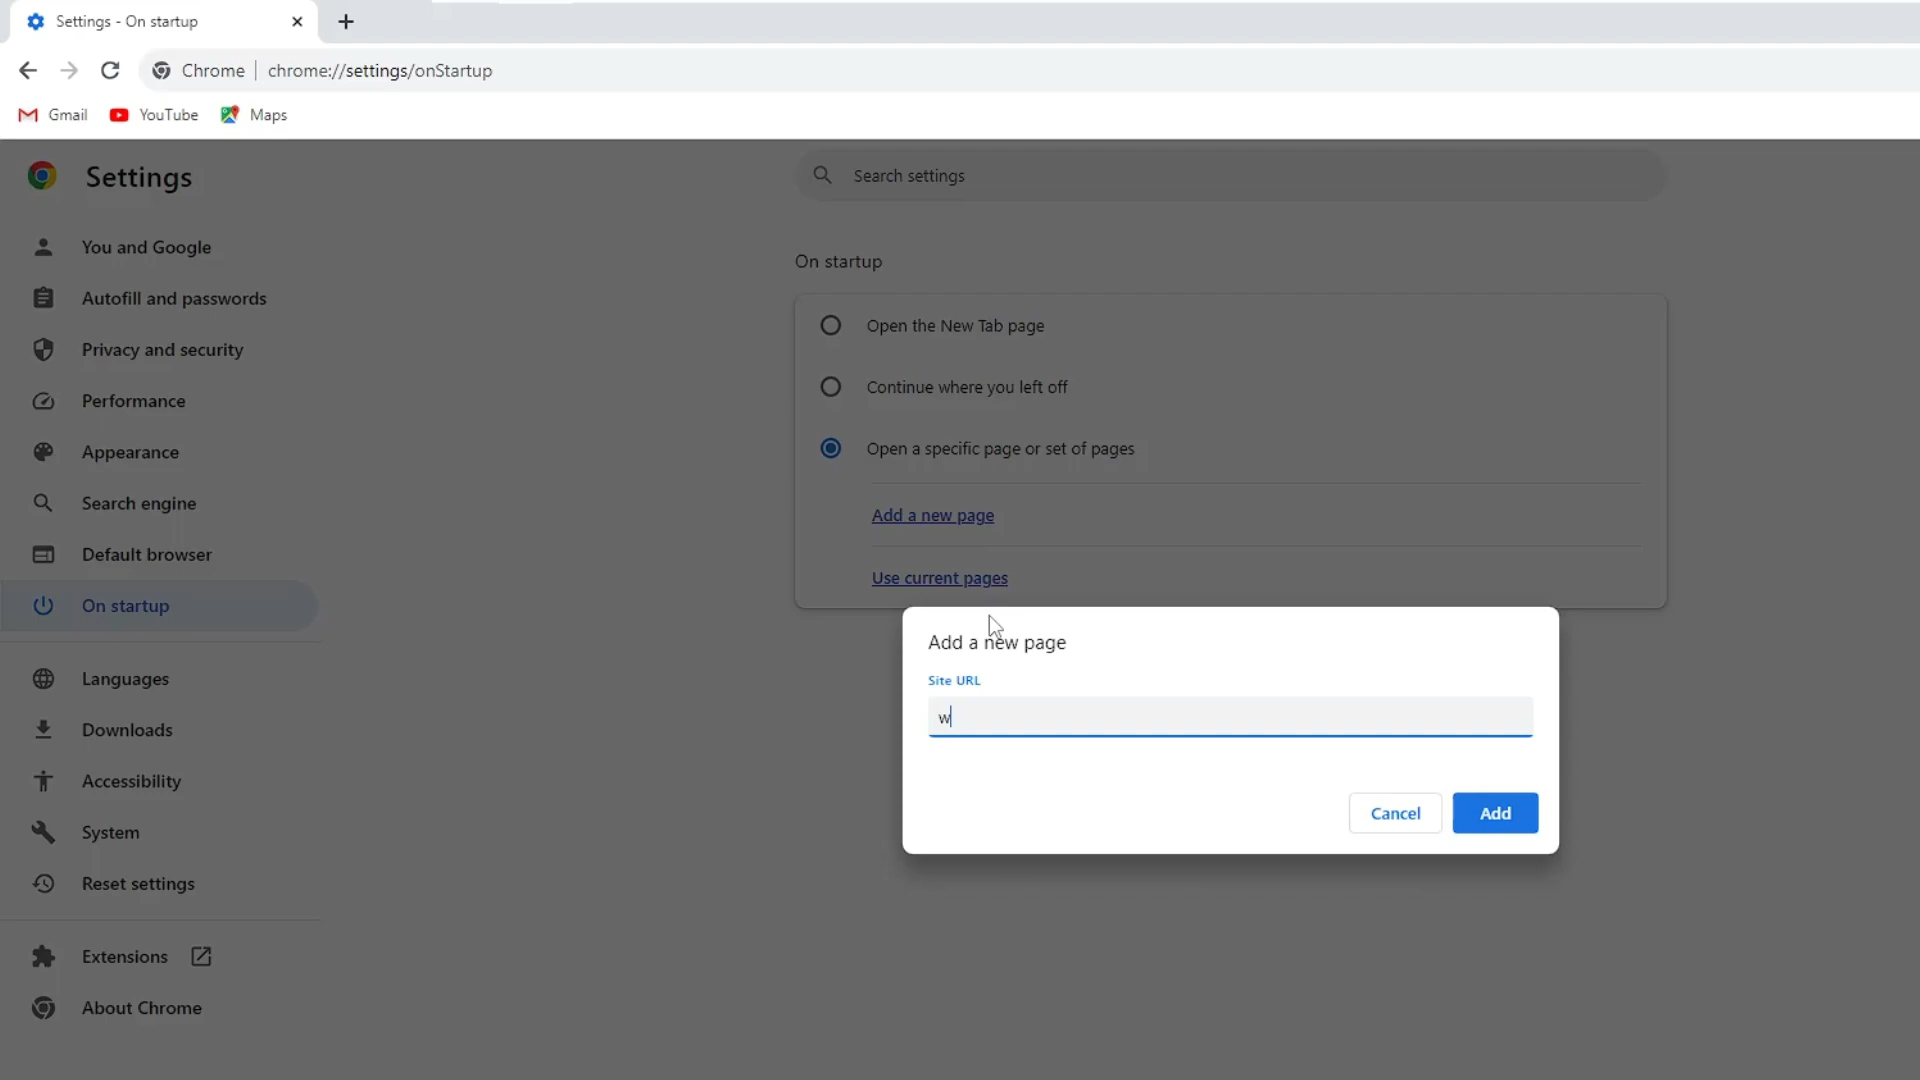 Settings - On startup
Chrome chrome://settings/onStartup
Gmail YouTube Maps
Settings
Search settings
You and Google
Autofill and passwords
Privacy and security
Performance
Appearance
Search engine
Default browser
On startup
Languages
Downloads
Accessibility
System
Reset settings
Extensions
About Chrome
On startup
Open the New Tab page
Continue where you left off
Open a specific page or set of pages
Add a new page
Use current pages
Add a new page
Site URL
w
Cancel Add